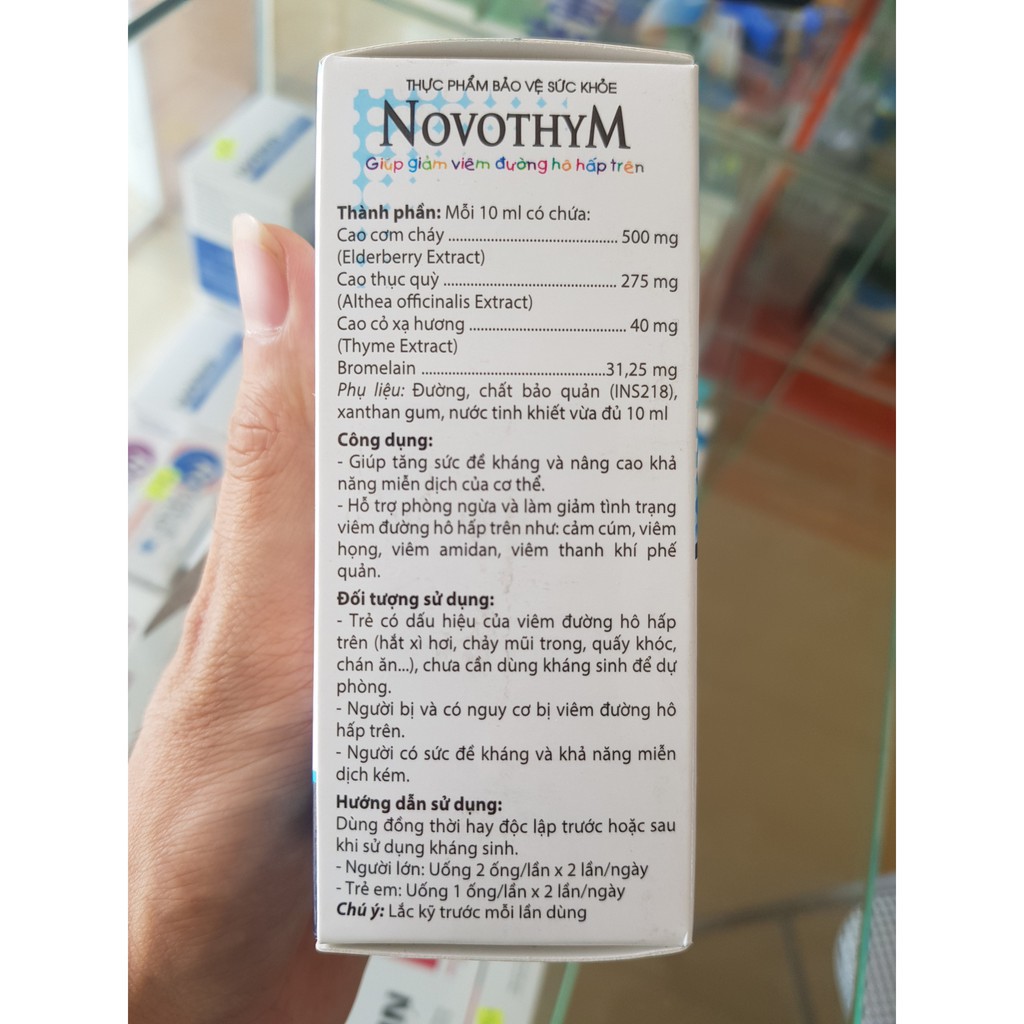 THỰC PHẨM BẢO VỆ SỨC KHỎE
NOVOTHYM
Giúp giảm viêm đường hô hấp trên
Thành phần: Mỗi 10 ml có chứa:
Cao cơm cháy ........................................ 500 mg
(Elderberry Extract)
Cao thục quỳ ......................................... 275 mg
(Althea officinalis Extract)
Cao cỏ xạ hương ..................................... 40 mg
(Thyme Extract)
Bromelain ...........................................31,25 mg
Phụ liệu: Đường, chất bảo quản (INS218),
xanthan gum, nước tinh khiết vừa đủ 10 ml
Công dụng:
- Giúp tăng sức đề kháng và nâng cao khả
năng miễn dịch của cơ thể.
- Hỗ trợ phòng ngừa và làm giảm tình trạng
viêm đường hô hấp trên như: cảm cúm, viêm
họng, viêm amidan, viêm thanh khí phế
quản.
Đối tượng sử dụng:
- Trẻ có dấu hiệu của viêm đường hô hấp
trên (hắt xì hơi, chảy mũi trong, quấy khóc,
chán ăn...), chưa cần dùng kháng sinh để dự
phòng.
- Người bị và có nguy cơ bị viêm đường hô
hấp trên.
- Người có sức đề kháng và khả năng miễn
dịch kém.
Hướng dẫn sử dụng:
Dùng đồng thời hay độc lập trước hoặc sau
khi sử dụng kháng sinh.
- Người lớn: Uống 2 ống/lần x 2 lần/ngày
- Trẻ em: Uống 1 ống/lần x 2 lần/ngày
Chú ý: Lắc kỹ trước mỗi lần dùng